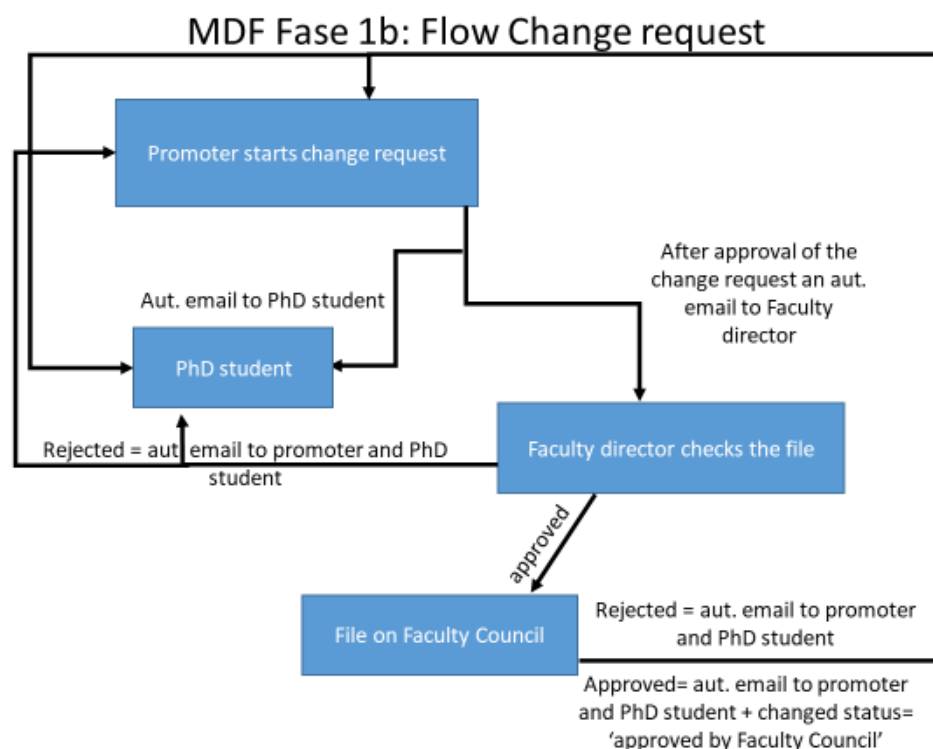 MDF Fase 1b: Flow Change request
Promoter starts change request
After approval of the
change request an aut.
email to Faculty
director
Aut. email to PhD student
PhD student
Rejected = aut. email to promoter and PhD
student
Faculty director checks the file
approved
File on Faculty Council
Rejected = aut. email to promoter
and PhD student
Approved= aut. email to promoter
and PhD student + changed status=
‘approved by Faculty Council’